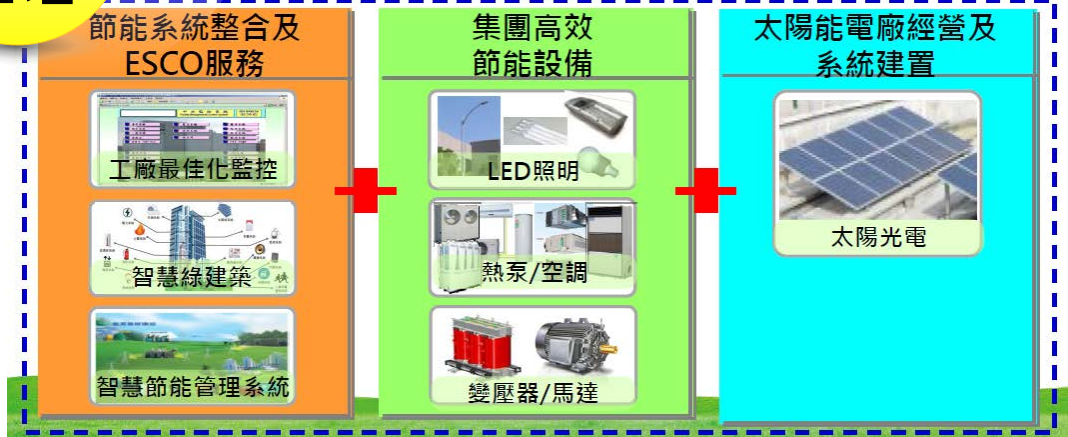 節能系統整合及
ESCO服務
工廠最佳化監控
智慧綠建築
智慧節能管理系統
集團高效
節能設備
LED照明
熱泵/空調
變壓器/馬達
太陽能電廠經營及
系統建置
太陽光電